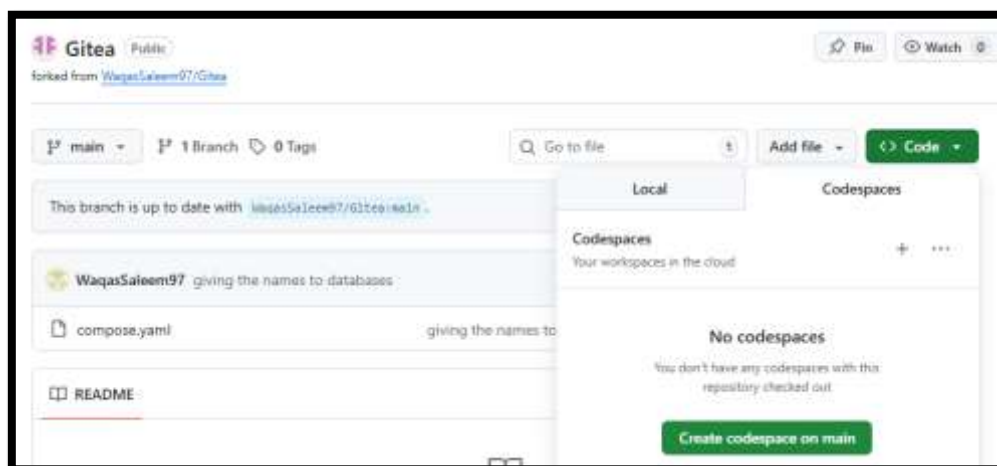 Gitea Public
Pin
Watch 0
forked from WaqasSaleem97/Gitea
main
1 Branch
0 Tags
Go to file
t
Add file
<> Code
This branch is up to date with WaqasSaleem97/Gitea:main .
Local
Codespaces
Codespaces
Your workspaces in the cloud
WaqasSaleem97 giving the names to databases
compose.yaml
giving the names to
No codespaces
You don't have any codespaces with this
repository checked out
README
Create codespace on main